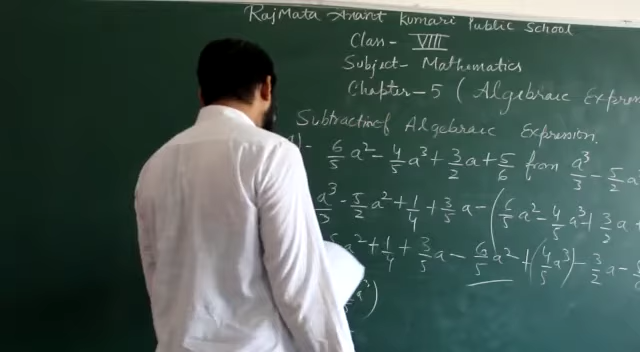 RajMata Anant Kumari Public School
Class - VIII
Subject - Mathematics
Chapter - 5 ( Algebraic Expre
Subtraction of Algebraic Expression.
)- 6/5 a² - 4/5 a³ + 3/2 a + 5/6 from a³/3 - 5/2 a
a³/3 - 5/2 a² + 1/4 + 3/5 a - ( 6/5 a² - 4/5 a³ + 3/2 a +
a² + 1/4 + 3/5 a - 6/5 a² + ( 4/5 a³ ) - 3/2 a -